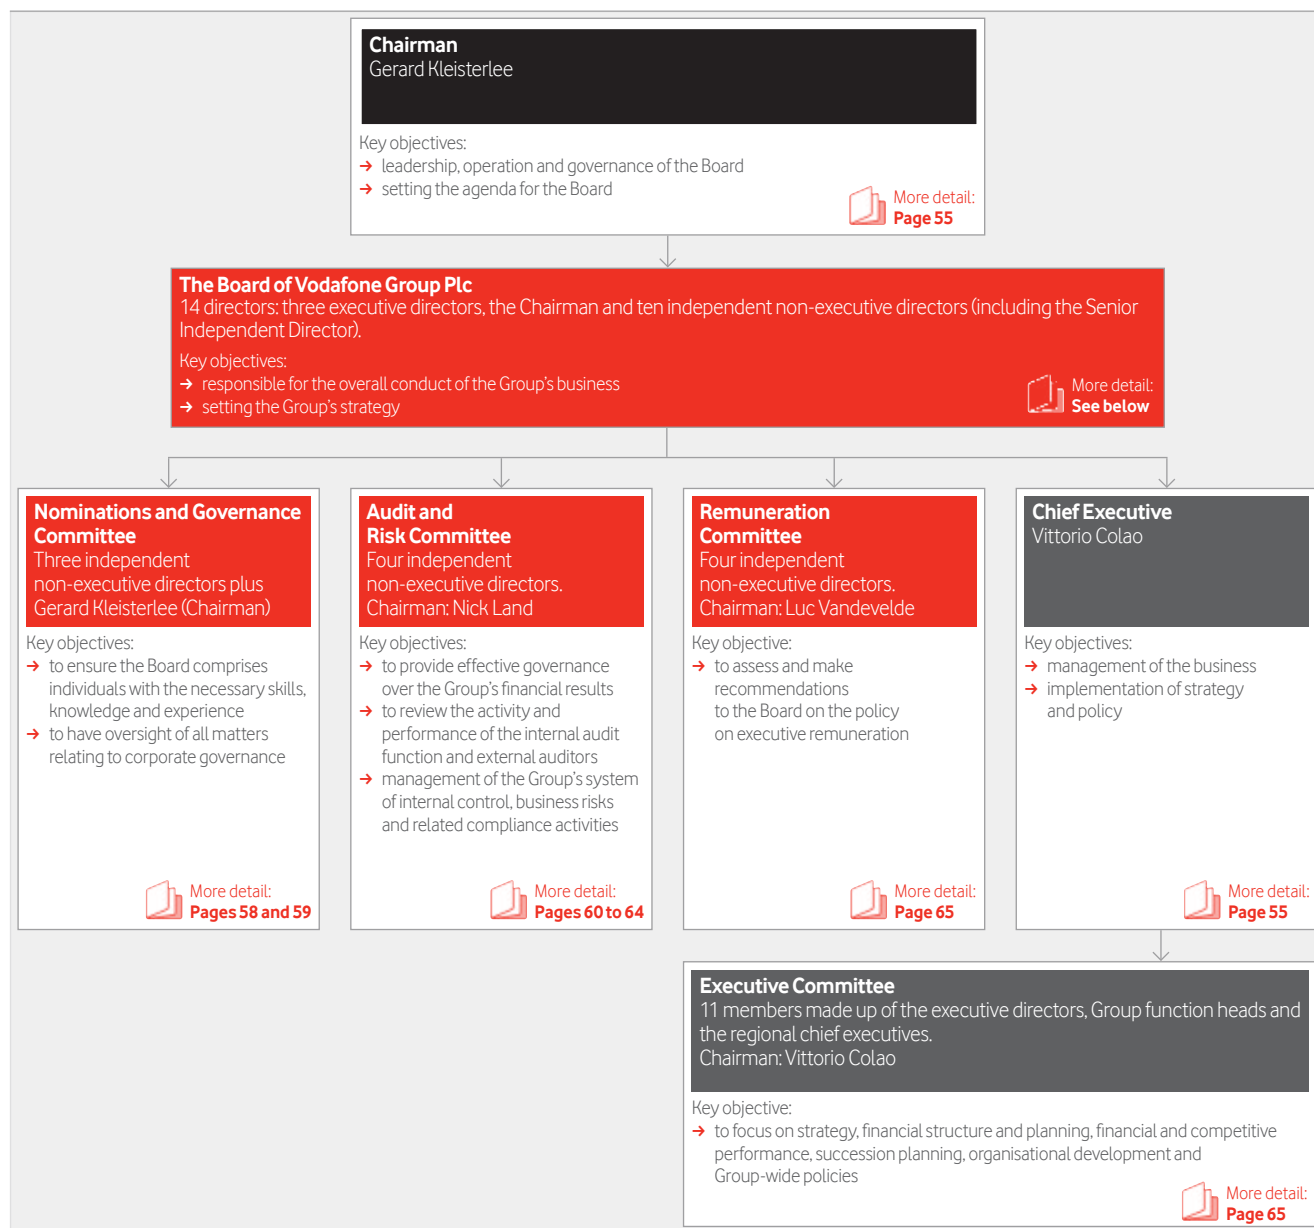 Chairman
Gerard Kleisterlee
Key objectives:
→ leadership, operation and governance of the Board
→ setting the agenda for the Board
More detail:
Page 55
The Board of Vodafone Group Plc
14 directors: three executive directors, the Chairman and ten independent non-executive directors (including the Senior
Independent Director).
Key objectives:
→ responsible for the overall conduct of the Group's business
→ setting the Group's strategy
More detail:
See below
Nominations and Governance
Committee
Three independent
non-executive directors plus
Gerard Kleisterlee (Chairman)
Key objectives:
→ to ensure the Board comprises
individuals with the necessary skills,
knowledge and experience
→ to have oversight of all matters
relating to corporate governance
More detail:
Pages 58 and 59
Audit and
Risk Committee
Four independent
non-executive directors.
Chairman: Nick Land
Key objectives:
→ to provide effective governance
over the Group's financial results
→ to review the activity and
performance of the internal audit
function and external auditors
→ management of the Group's system
of internal control, business risks
and related compliance activities
More detail:
Pages 60 to 64
Remuneration
Committee
Four independent
non-executive directors.
Chairman: Luc Vandevelde
Key objective:
→ to assess and make
recommendations
to the Board on the policy
on executive remuneration
More detail:
Page 65
Chief Executive
Vittorio Colao
Key objectives:
→ management of the business
→ implementation of strategy
and policy
More detail:
Page 55
Executive Committee
11 members made up of the executive directors, Group function heads and
the regional chief executives.
Chairman: Vittorio Colao
Key objective:
→ to focus on strategy, financial structure and planning, financial and competitive
performance, succession planning, organisational development and
Group-wide policies
More detail:
Page 65